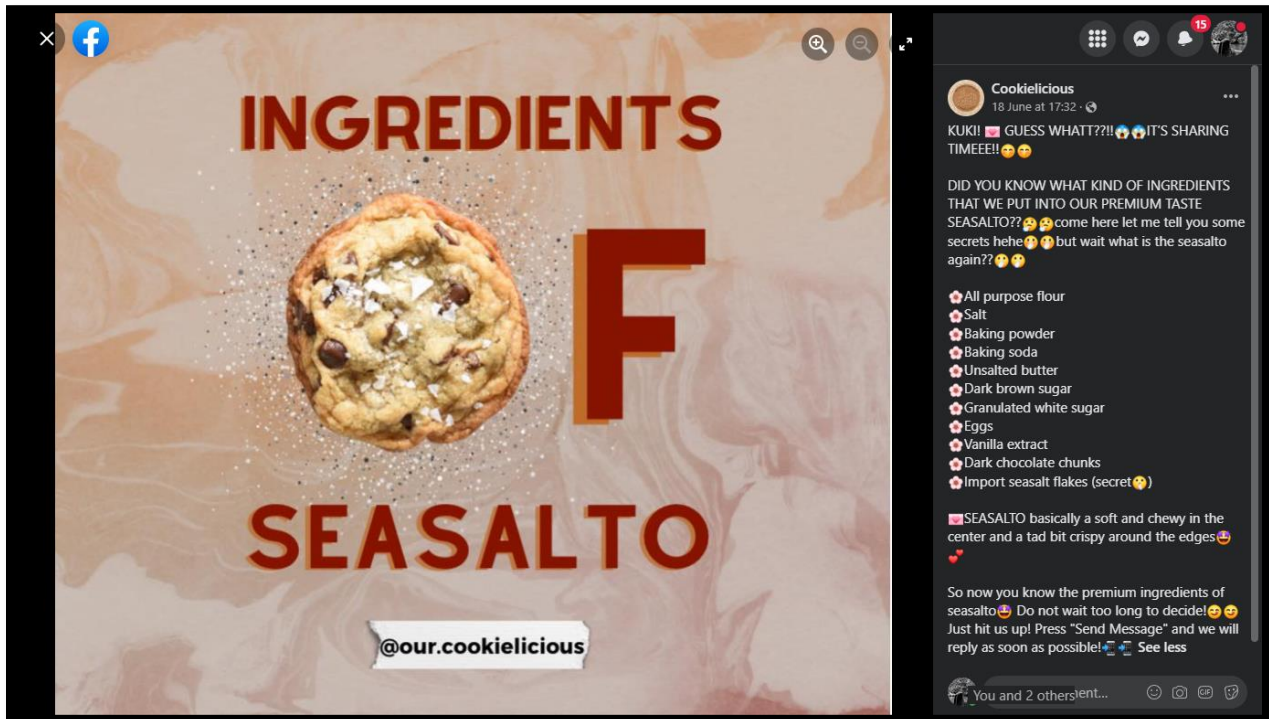 INGREDIENTS
F
SEASALTO
@our.cookielicious
15
Cookielicious
18 June at 17:32 ·
KUKI! 💌 GUESS WHATT??!!😱😱IT'S SHARING
TIMEEE!!😁😁
DID YOU KNOW WHAT KIND OF INGREDIENTS
THAT WE PUT INTO OUR PREMIUM TASTE
SEASALTO??🤔🤔come here let me tell you some
secrets hehe🤭🤭but wait what is the seasalto
again??🤭🤭
🌸All purpose flour
🌸Salt
🌸Baking powder
🌸Baking soda
🌸Unsalted butter
🌸Dark brown sugar
🌸Granulated white sugar
🌸Eggs
🌸Vanilla extract
🌸Dark chocolate chunks
🌸Import seasalt flakes (secret🤫)
💌SEASALTO basically a soft and chewy in the
center and a tad bit crispy around the edges🤩
💕
So now you know the premium ingredients of
seasalto🤩 Do not wait too long to decide!😆😆
Just hit us up! Press "Send Message" and we will
reply as soon as possible!📲📲 See less
You and 2 others
GIF